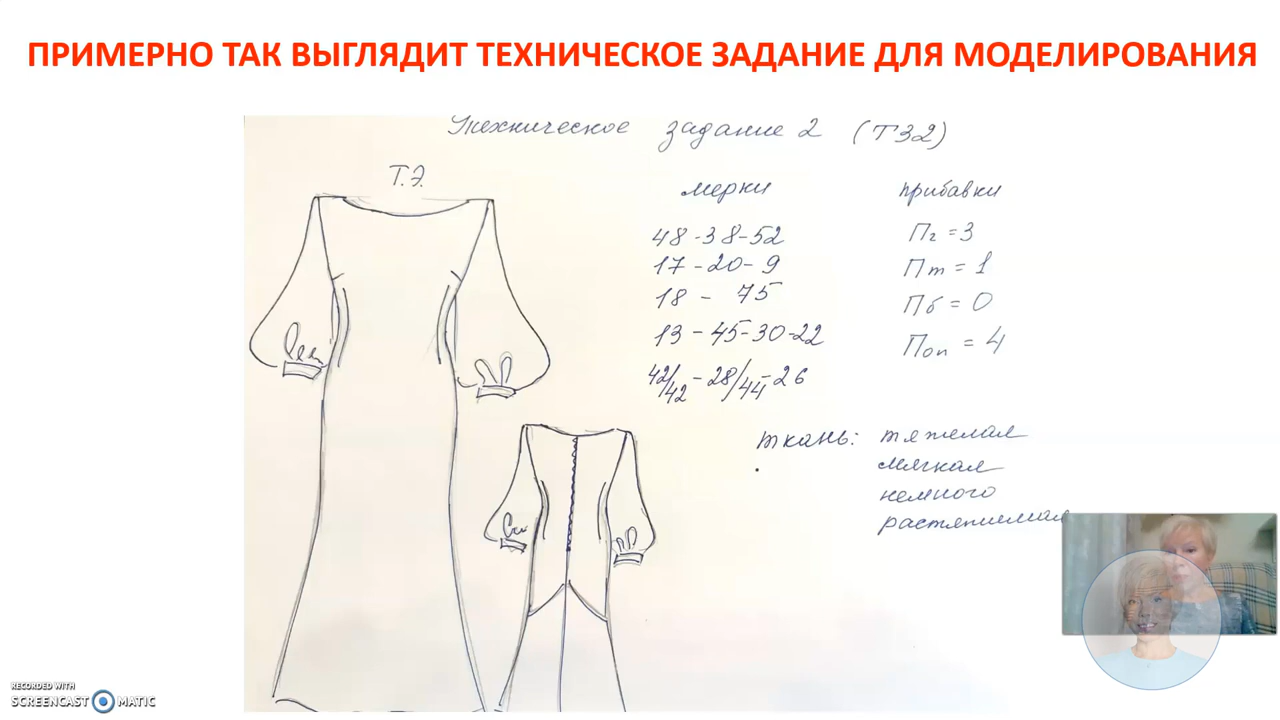 ПРИМЕРНО ТАК ВЫГЛЯДИТ ТЕХНИЧЕСКОЕ ЗАДАНИЕ ДЛЯ МОДЕЛИРОВАНИЯ
Техническое задание 2 (ТЗ2)
Т.Э.
мерки
48-38-52
17-20-9
18 - 75
13-45-30-22
42/42-28/44-26
прибавки
Пг =3
Пт =1
Пб =0
Поп =4
ткань: тяжелая
мягкая
немного
растяжимая
RECORDED WITH
SCREENCAST MATIC